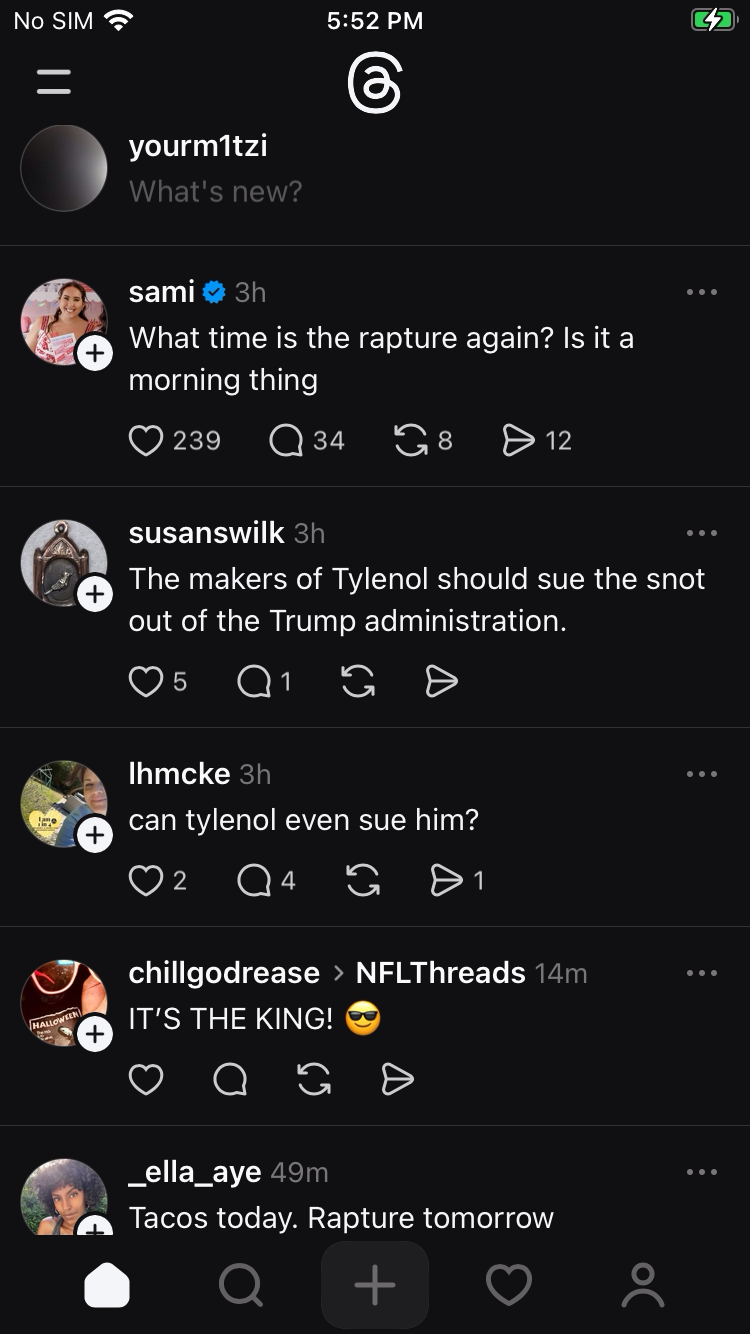 No SIM 5:52 PM
yourm1tzi
What's new?
sami 3h
What time is the rapture again? Is it a
morning thing
239 34 8 12
susanswilk 3h
The makers of Tylenol should sue the snot
out of the Trump administration.
5 1
lhmcke 3h
can tylenol even sue him?
2 4 1
chillgodrease > NFLThreads 14m
IT’S THE KING! 😎
HALLOWEEN
_ella_aye 49m
Tacos today. Rapture tomorrow